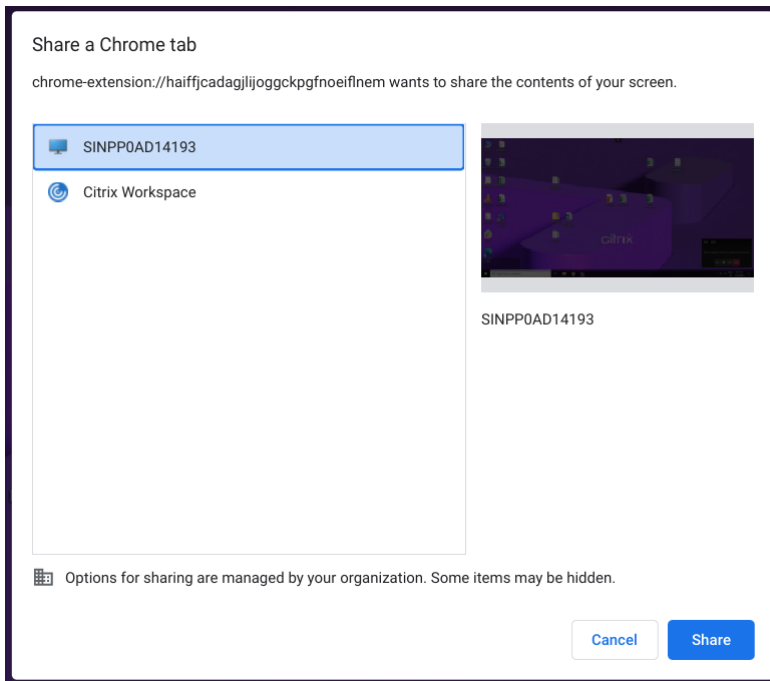 Share a Chrome tab
chrome-extension://haiffjcadagjlijoggckpgfnoeiflnem wants to share the contents of your screen.
SINPP0AD14193
Citrix Workspace
citrix
SINPP0AD14193
Options for sharing are managed by your organization. Some items may be hidden.
Cancel
Share